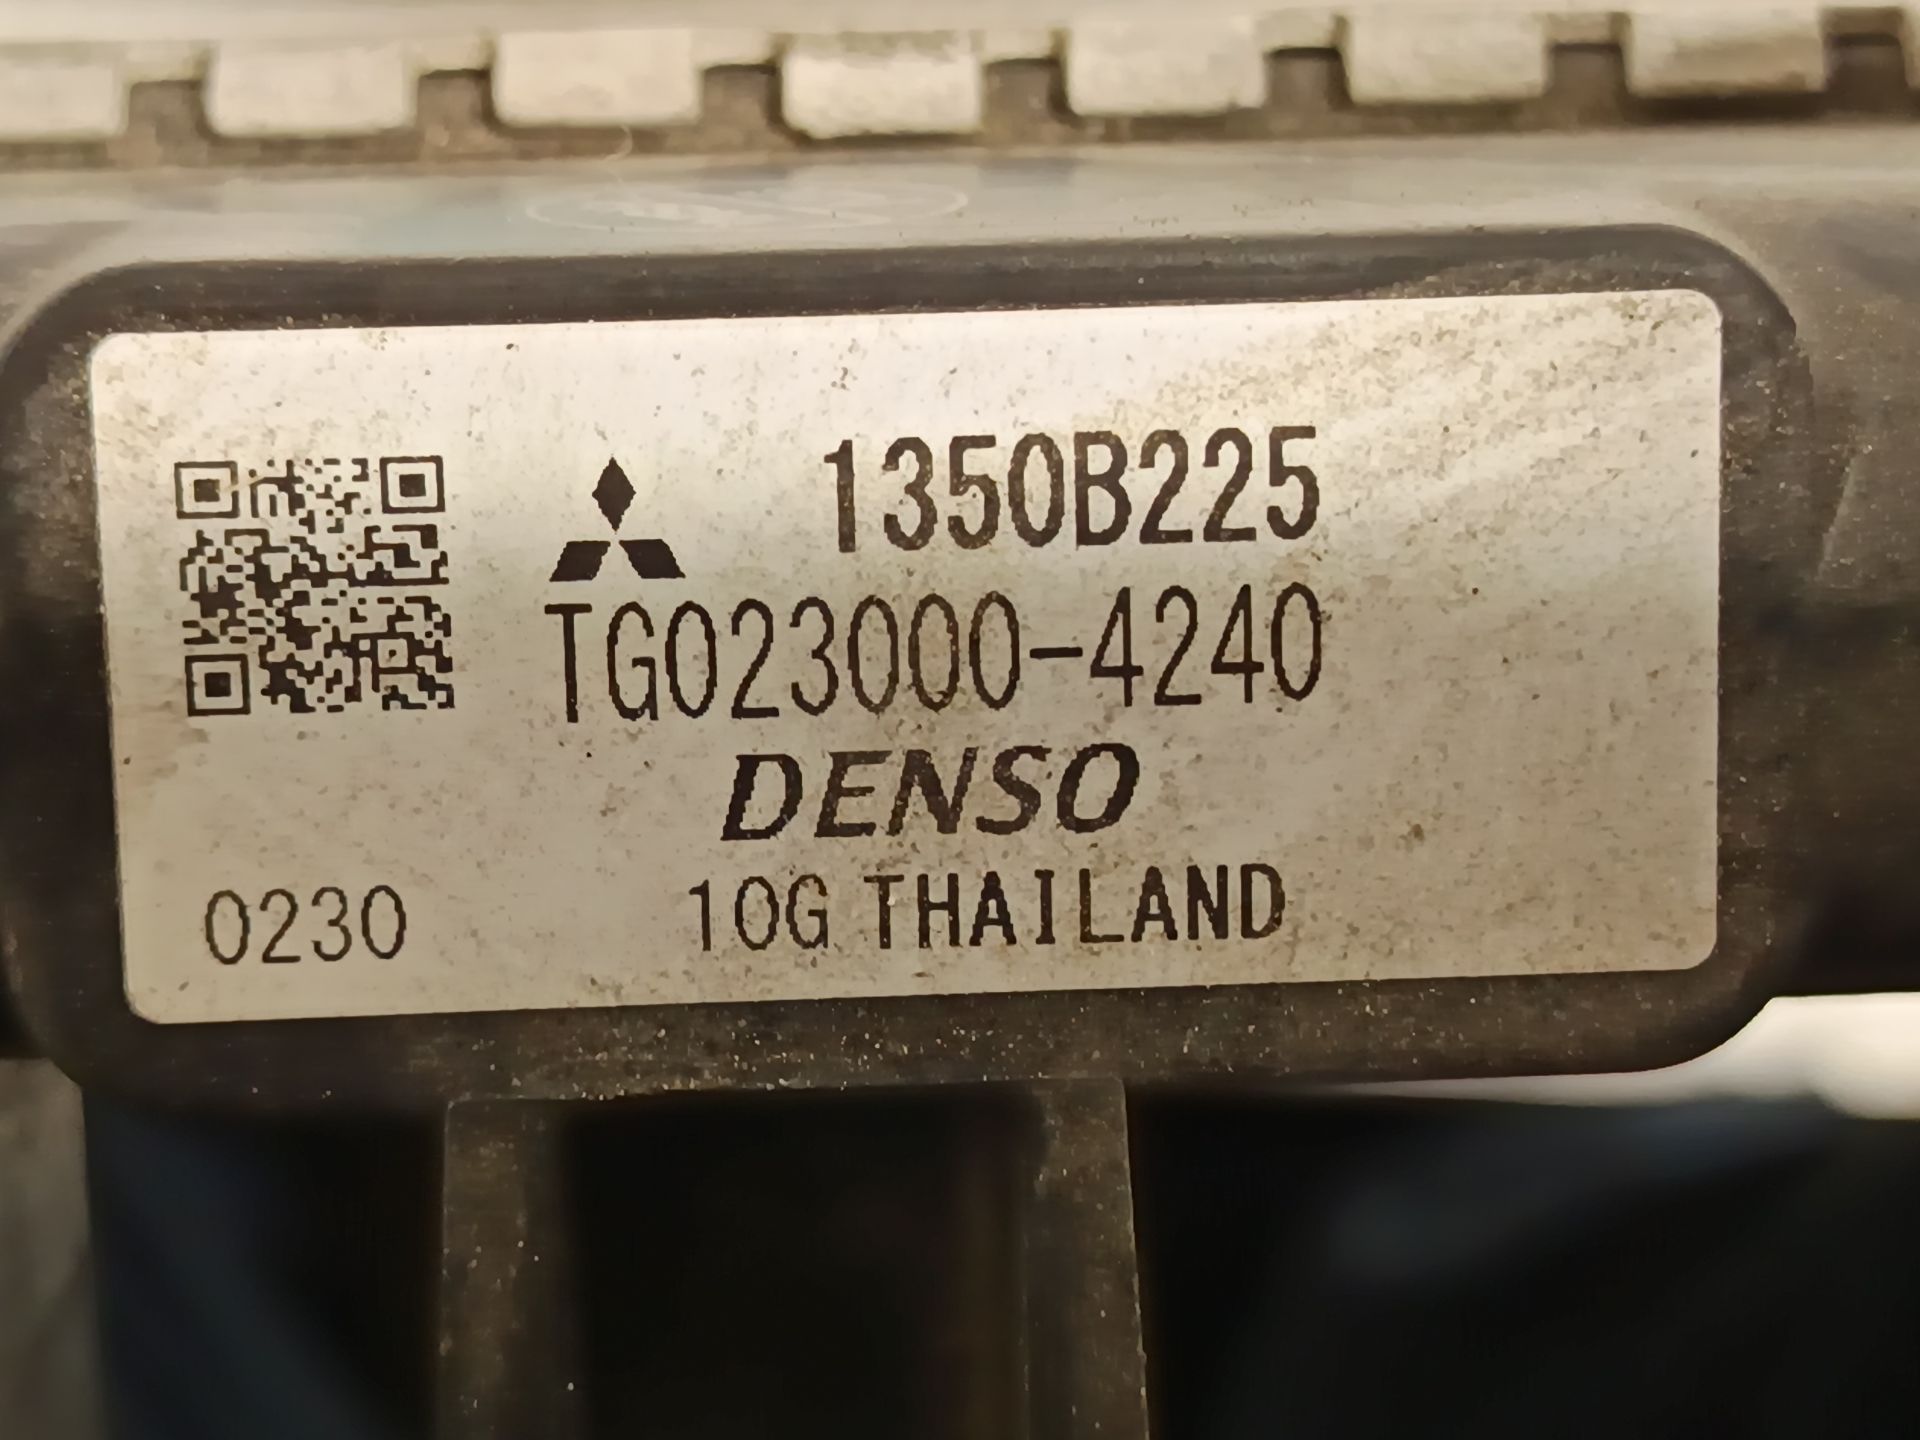 1350B225
TG023000-4240
DENSO
0230 10G THAILAND